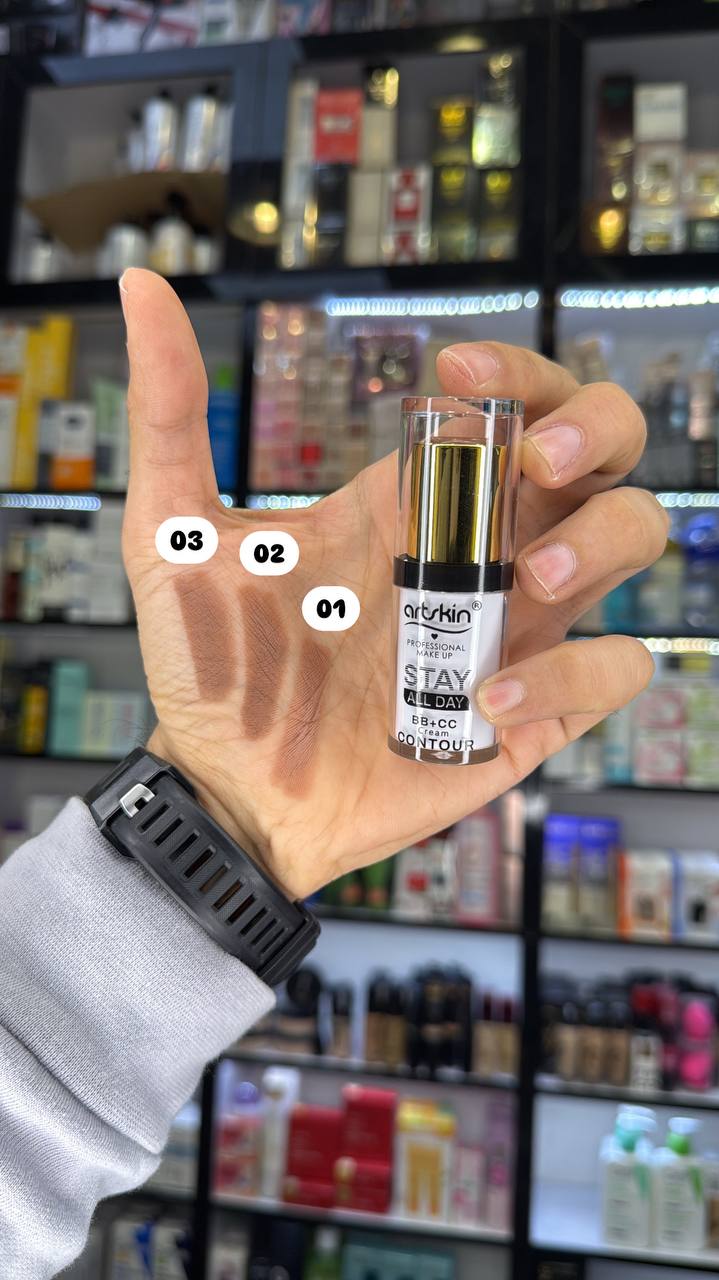 03
02
01
artskin®
PROFESSIONAL
MAKE UP
STAY
ALL DAY
BB+CC
Cream
CONTOUR